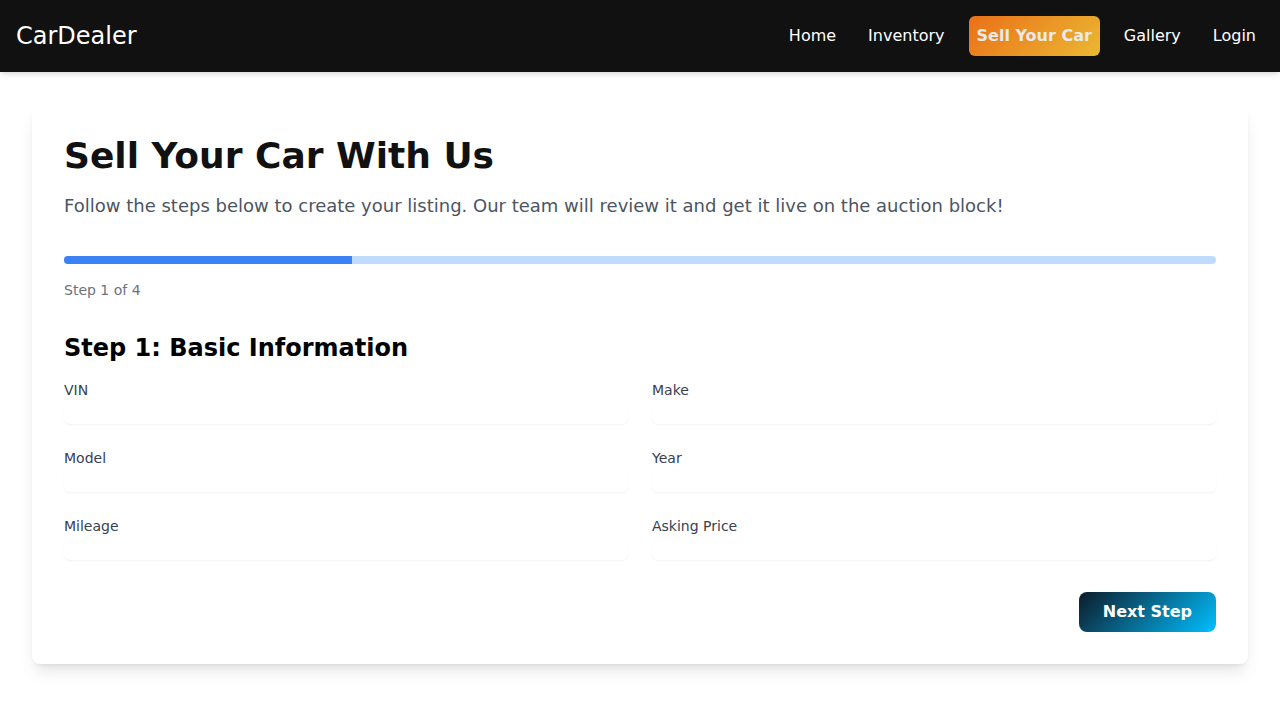 CarDealer
Home Inventory Sell Your Car Gallery Login
Sell Your Car With Us
Follow the steps below to create your listing. Our team will review it and get it live on the auction block!
Step 1 of 4
Step 1: Basic Information
VIN Make
Model Year
Mileage Asking Price
Next Step